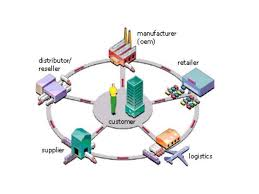 manufacturer
(oem)
distributor/
reseller
retailer
customer
supplier
logistics